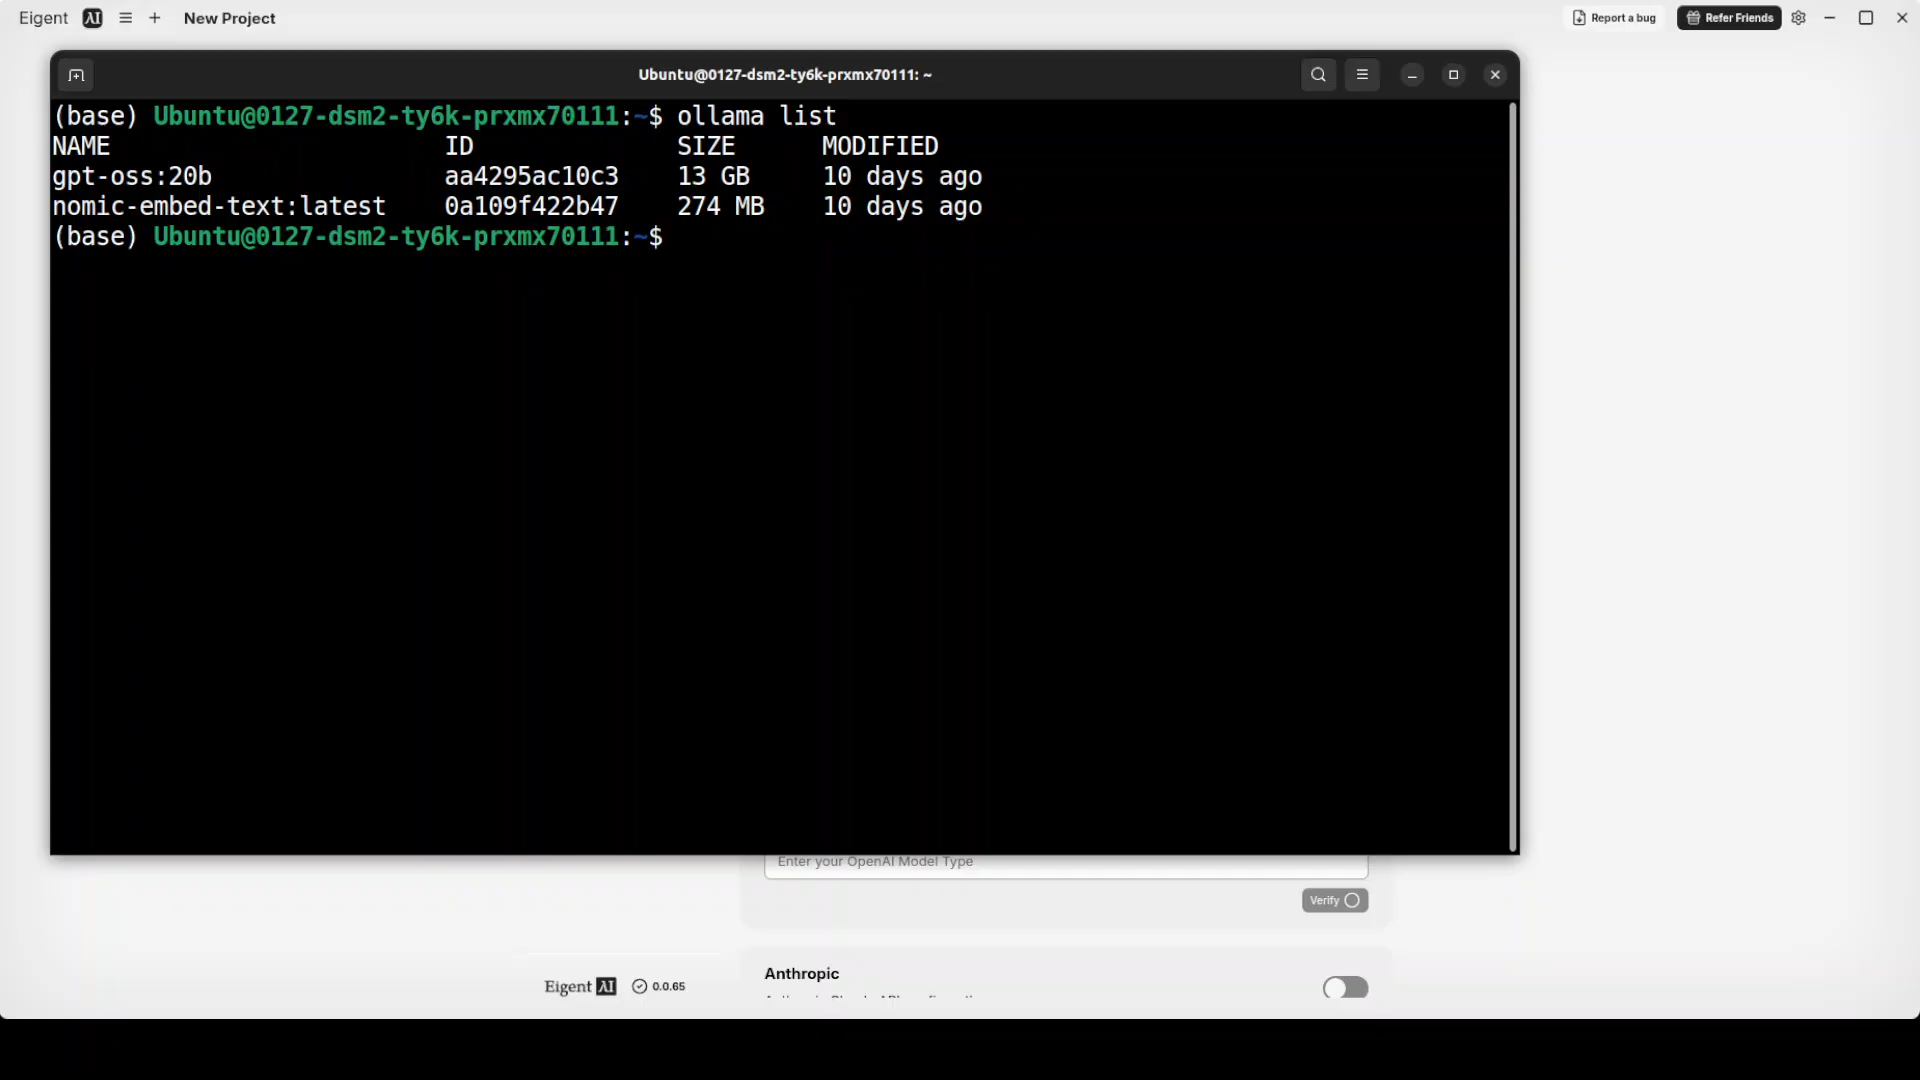 Eigent AI New Project Report a bug Refer Friends
Ubuntu@0127-dsm2-ty6k-prxmx70111: ~
(base) Ubuntu@0127-dsm2-ty6k-prxmx70111:~$ ollama list
NAME ID SIZE MODIFIED
gpt-oss:20b aa4295ac10c3 13 GB 10 days ago
nomic-embed-text:latest 0a109f422b47 274 MB 10 days ago
(base) Ubuntu@0127-dsm2-ty6k-prxmx70111:~$
Enter your OpenAI Model Type
Verify
Anthropic
Eigent AI 0.0.65